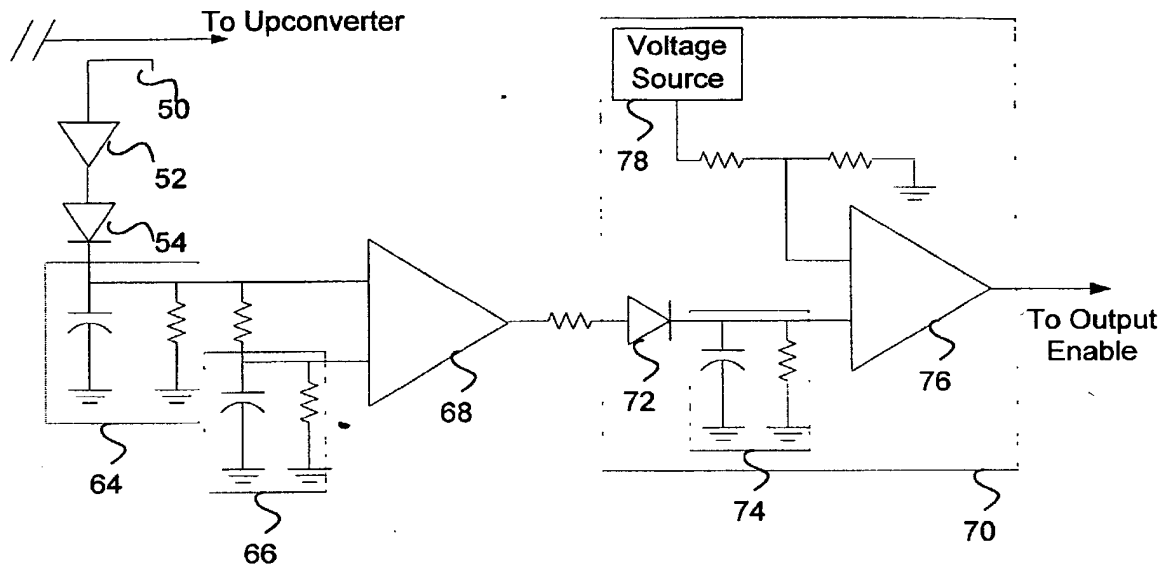 To Upconverter
Voltage
Source
50
78
52
54
To Output
Enable
68
72
76
64
74
70
66